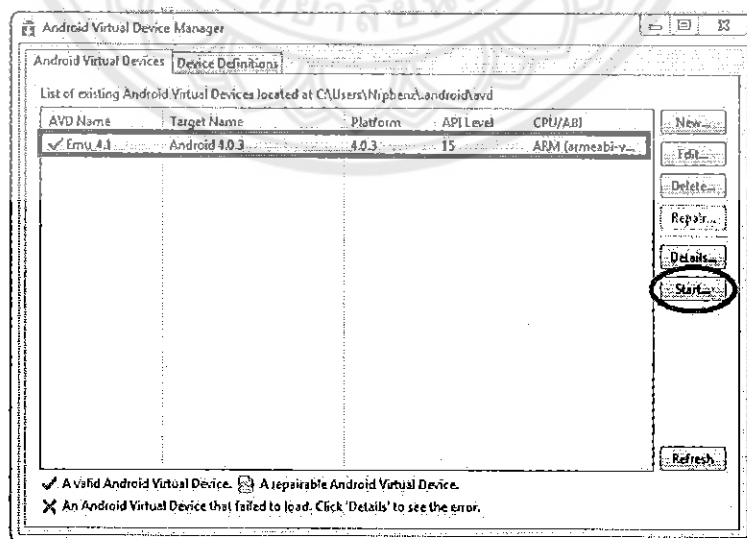 Android Virtual Device Manager
Android Virtual Devices Device Definitions
List of existing Android Virtual Devices located at C:\Users\Nipbenz\.android\avd
AVD Name Target Name Platform API Level CPU/ABI
Emu_4.1 Android 4.0.3 4.0.3 15 ARM (armeabi-v...
New...
Edit...
Delete...
Repair...
Details...
Start...
Refresh
A valid Android Virtual Device. A repairable Android Virtual Device.
An Android Virtual Device that failed to load. Click 'Details' to see the error.